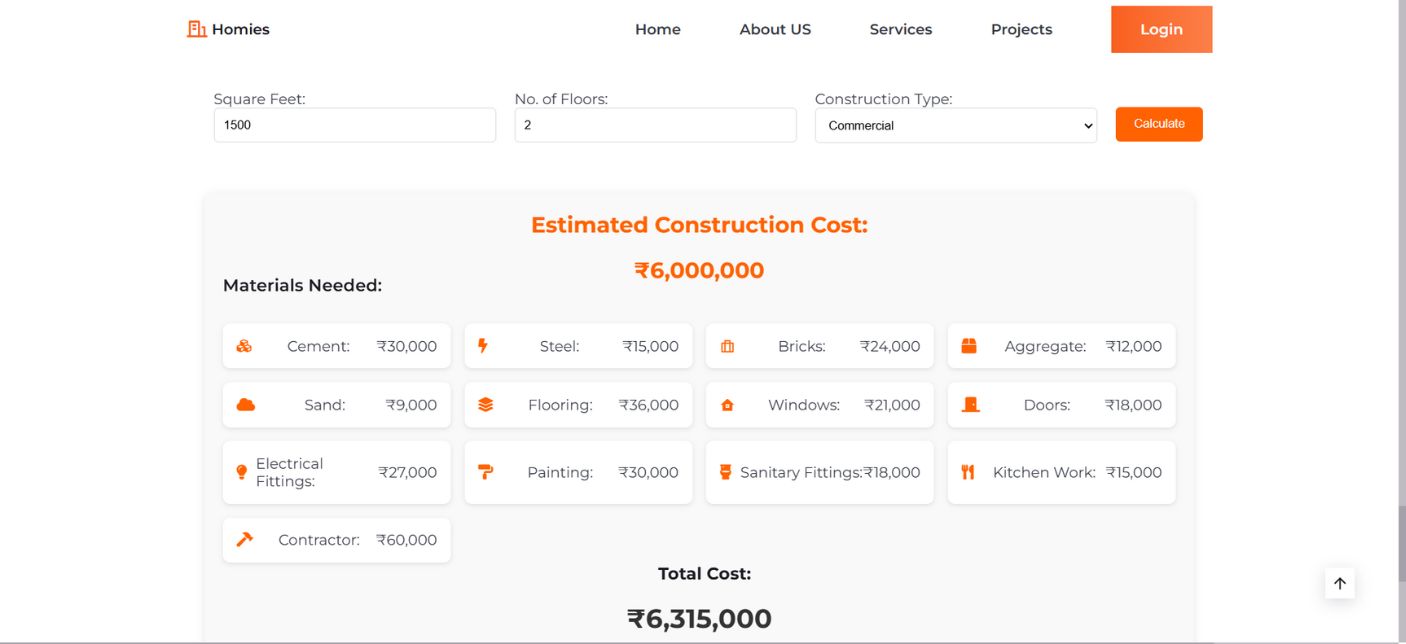 Homies
Home About US Services Projects Login
Square Feet: No. of Floors: Construction Type:
1500 2 Commercial Calculate
Estimated Construction Cost:
₹6,000,000
Materials Needed:
Cement: ₹30,000 Steel: ₹15,000 Bricks: ₹24,000 Aggregate: ₹12,000
Sand: ₹9,000 Flooring: ₹36,000 Windows: ₹21,000 Doors: ₹18,000
Electrical
Fittings: ₹27,000 Painting: ₹30,000 Sanitary Fittings:₹18,000 Kitchen Work: ₹15,000
Contractor: ₹60,000
Total Cost:
₹6,315,000